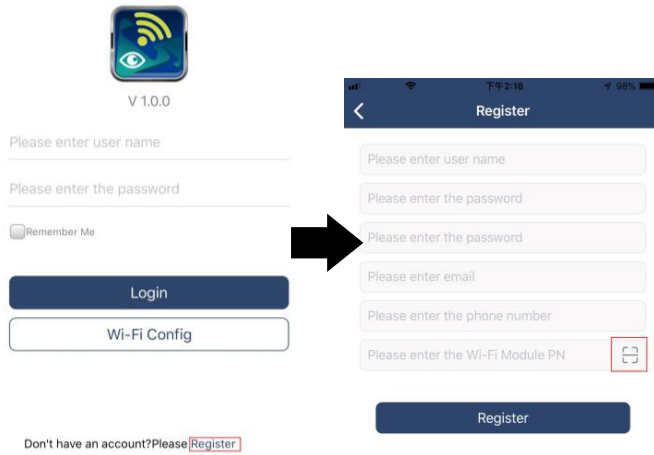 V 1.0.0
Please enter user name
Please enter the password
Remember Me
Login
Wi-Fi Config
Don't have an account?Please Register
下午2:18
98%
Register
Please enter user name
Please enter the password
Please enter the password
Please enter email
Please enter the phone number
Please enter the Wi-Fi Module PN
Register